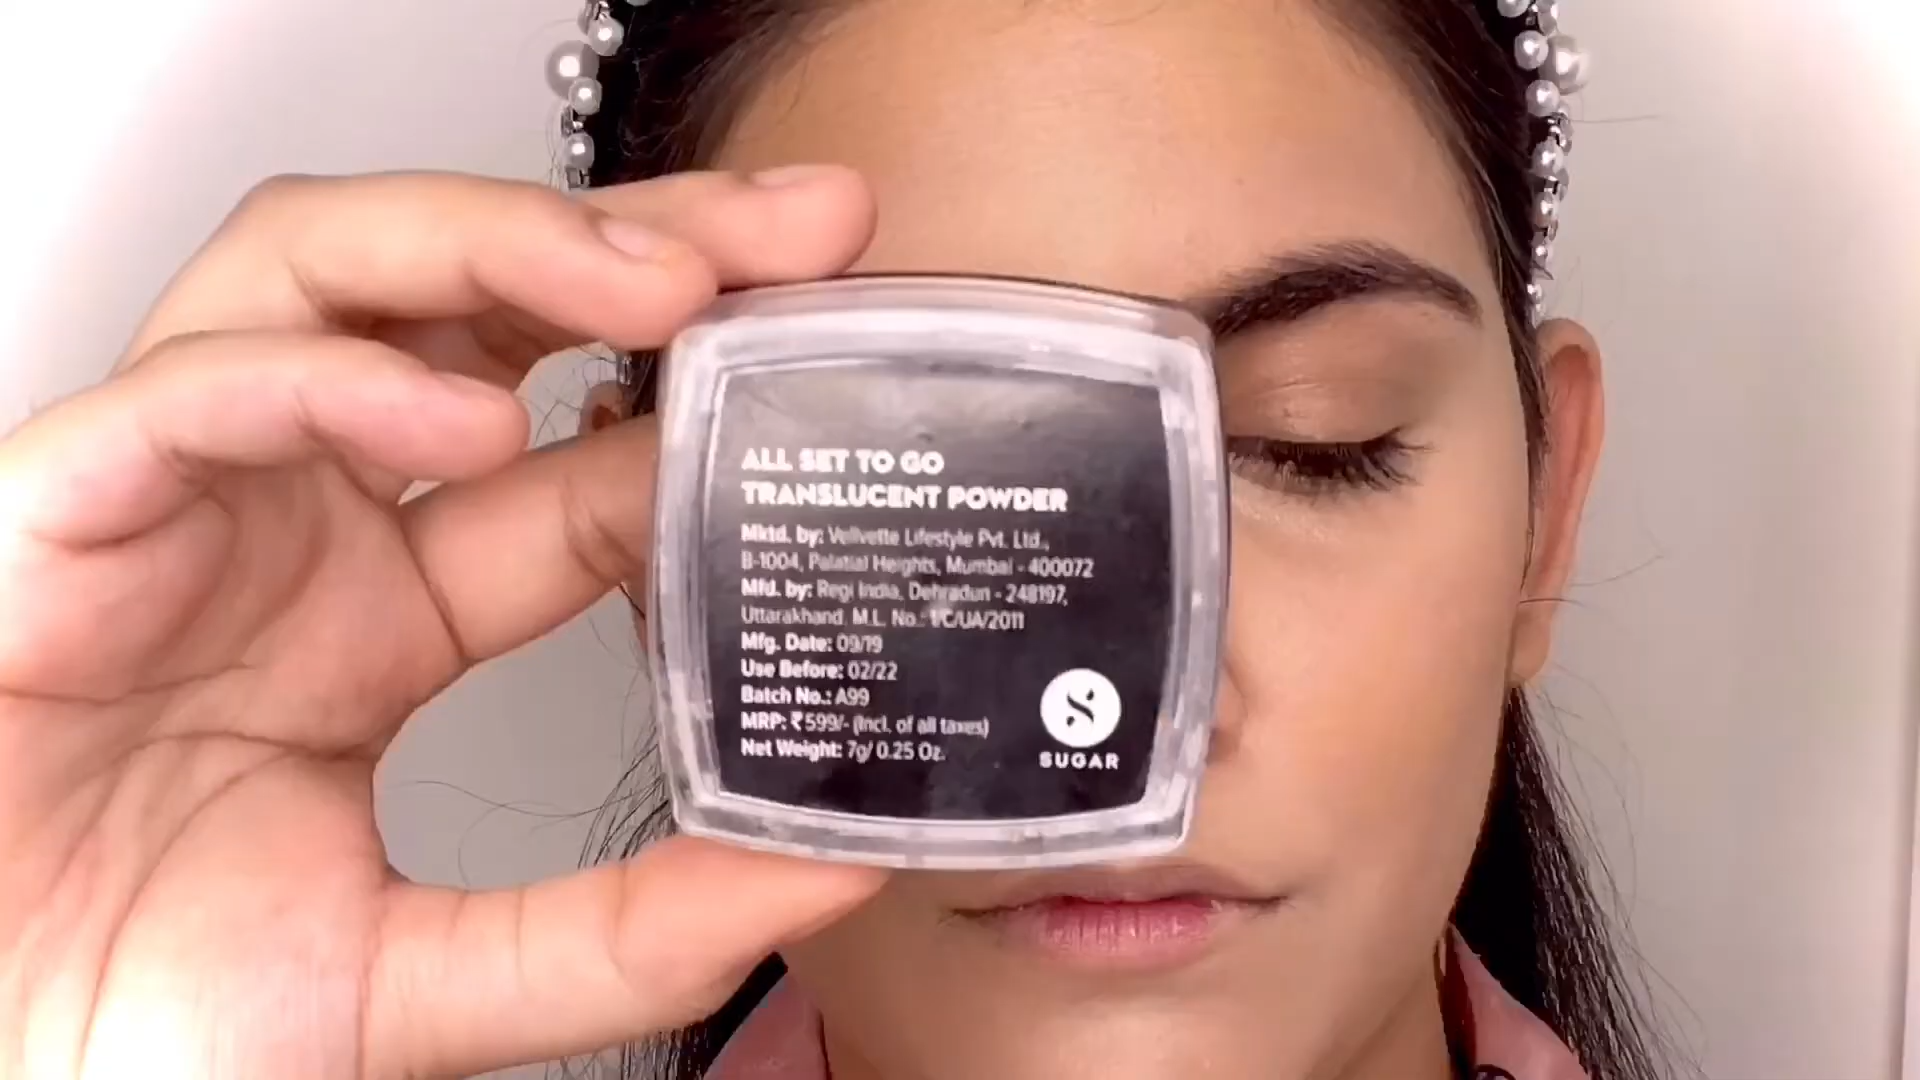 ALL SET TO GO
TRANSLUCENT POWDER
Mktd. by: Vellvette Lifestyle Pvt. Ltd.,
B-1004, Palatial Heights, Mumbai - 400072
Mfd. by: Regi India, Dehradun - 248197,
Uttarakhand. M.L. No.: 1/C/UA/2011
Mfg. Date: 09/19
Use Before: 02/22
Batch No.: A99
MRP: ₹599/- (Incl. of all taxes)
Net Weight: 7g/ 0.25 Oz.
SUGAR